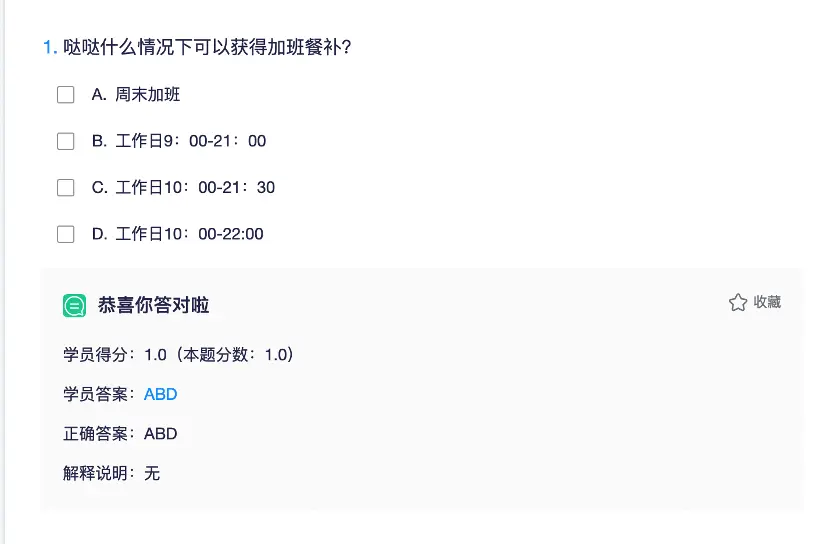 1. 哒哒什么情况下可以获得加班餐补?
A. 周末加班
B. 工作日9：00-21：00
C. 工作日10：00-21：30
D. 工作日10：00-22:00
恭喜你答对啦
收藏
学员得分：1.0（本题分数：1.0）
学员答案：ABD
正确答案：ABD
解释说明：无